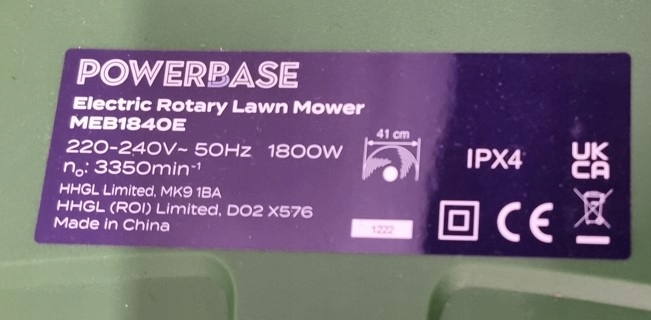 POWERBASE
Electric Rotary Lawn Mower
MEB1840E
220-240V~ 50Hz 1800W
n₀: 3350min⁻¹
HHGL Limited, MK9 1BA
HHGL (ROI) Limited, D02 X576
Made in China
41 cm
1222
IPX4
UK
CA
CE